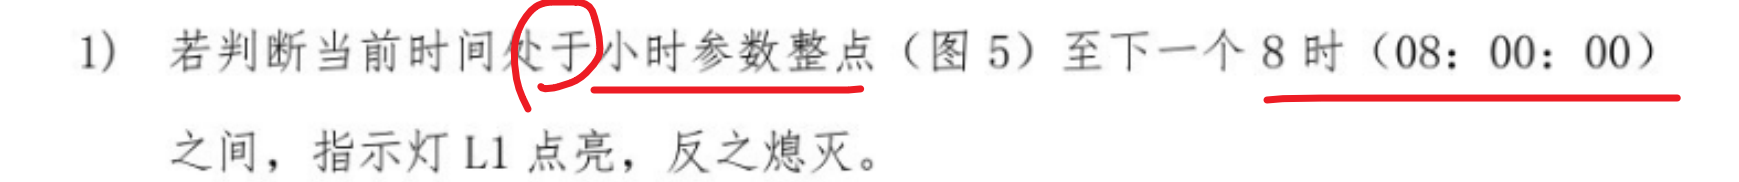 1) 若判断当前时间处于小时参数整点（图 5）至下一个 8 时（08：00：00）
之间，指示灯 L1 点亮，反之熄灭。